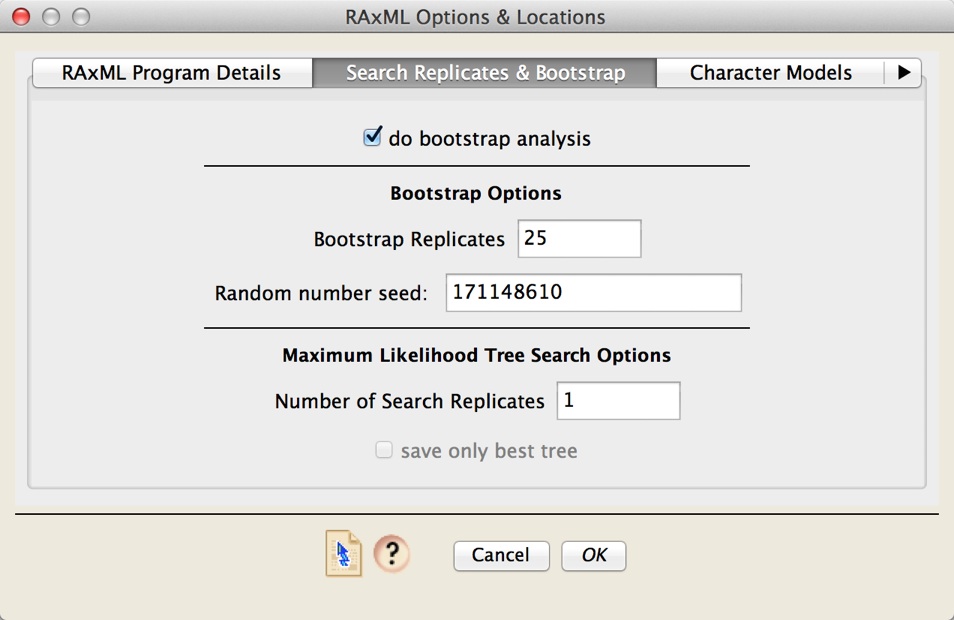 RAxML Options & Locations
RAxML Program Details Search Replicates & Bootstrap Character Models
do bootstrap analysis
Bootstrap Options
Bootstrap Replicates 25
Random number seed: 171148610
Maximum Likelihood Tree Search Options
Number of Search Replicates 1
save only best tree
? Cancel OK